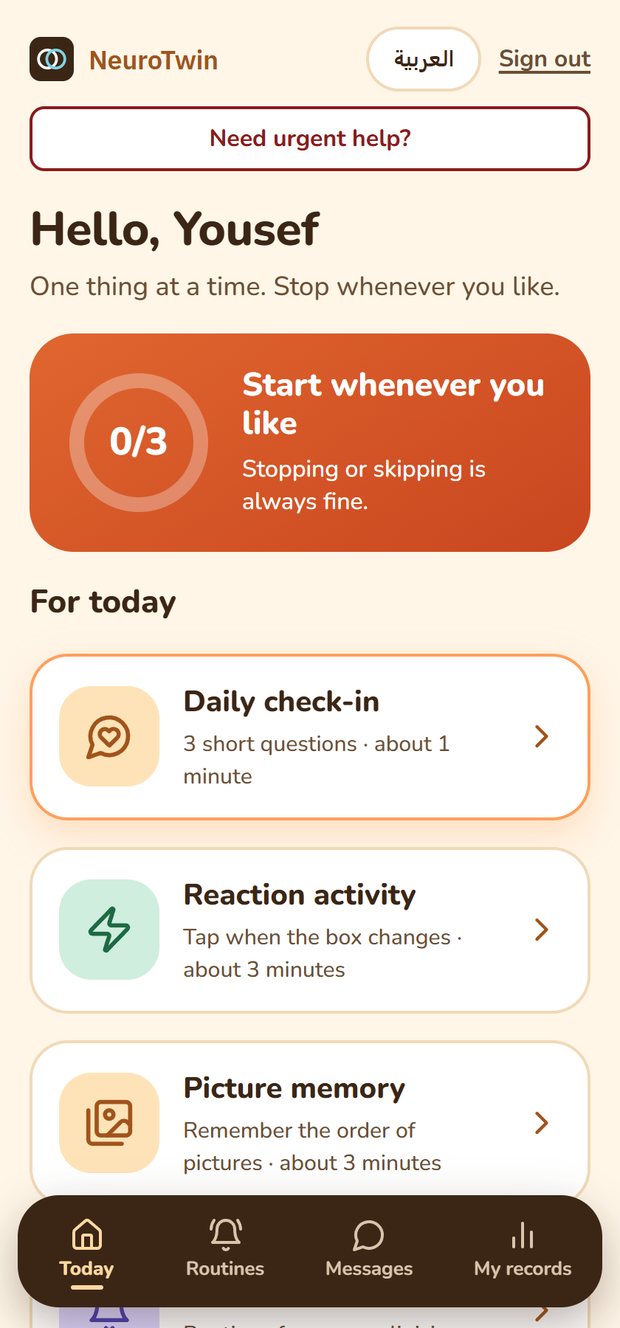 NeuroTwin
العربية
Sign out
Need urgent help?
Hello, Yousef
One thing at a time. Stop whenever you like.
0/3
Start whenever you
like
Stopping or skipping is
always fine.
For today
Daily check-in
3 short questions · about 1
minute
Reaction activity
Tap when the box changes ·
about 3 minutes
Picture memory
Remember the order of
pictures · about 3 minutes
Today
Routines
Messages
My records